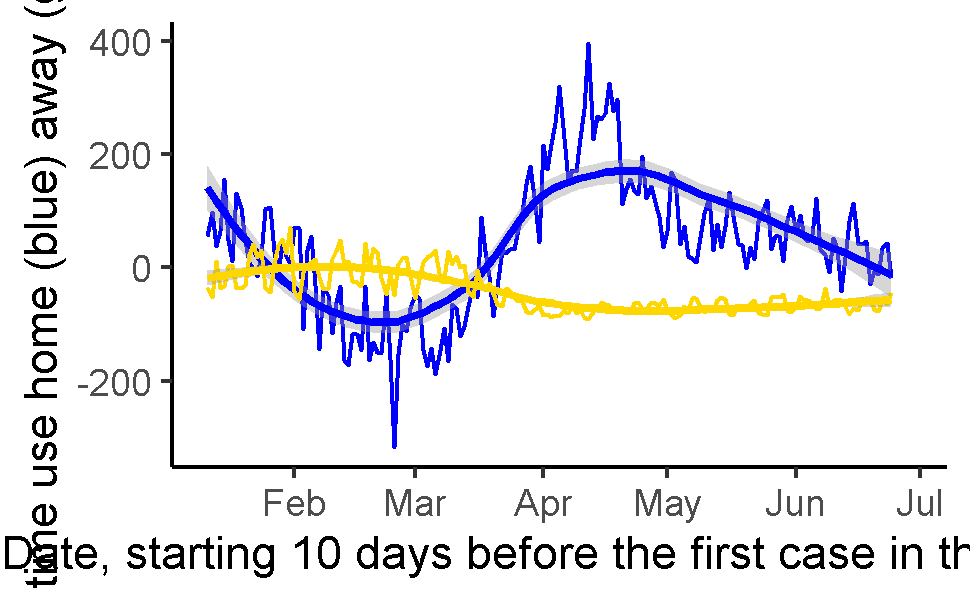 time use home (blue) away (
400
200
0
-200
Feb Mar Apr May Jun Jul
Date, starting 10 days before the first case in th